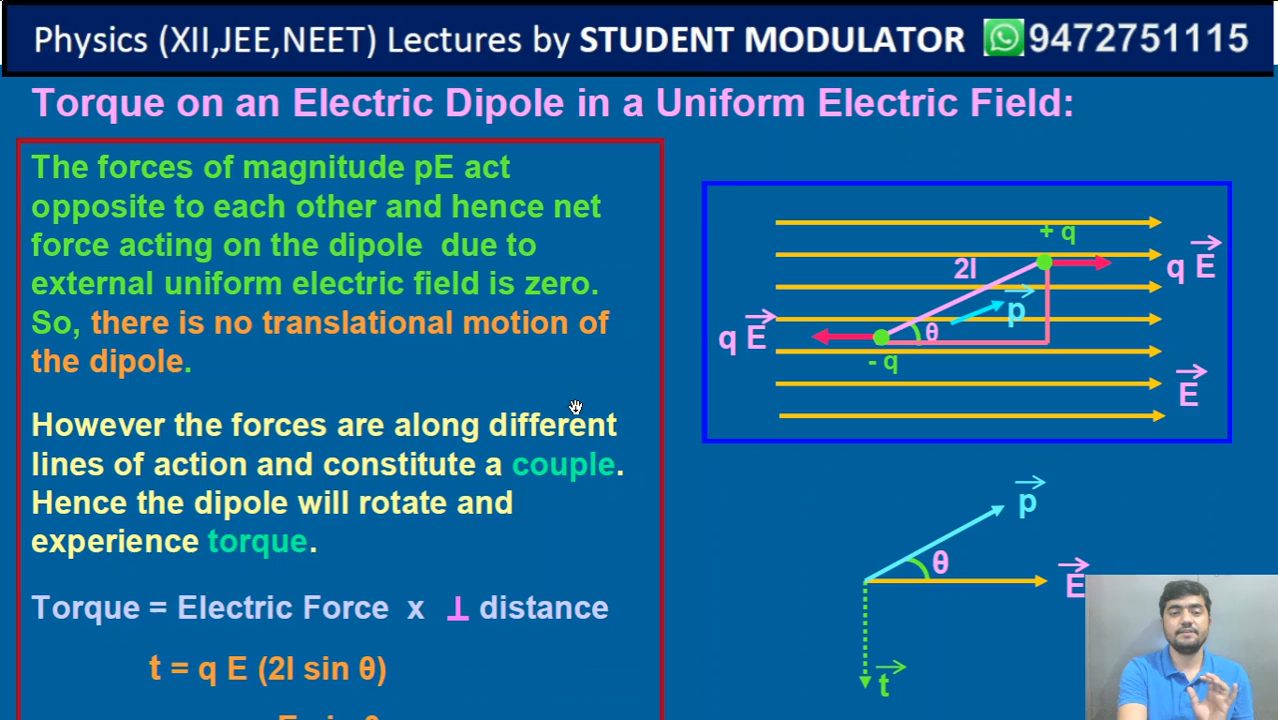 Physics (XII,JEE,NEET) Lectures by STUDENT MODULATOR 9472751115
Torque on an Electric Dipole in a Uniform Electric Field:
The forces of magnitude pE act
opposite to each other and hence net
force acting on the dipole due to
external uniform electric field is zero.
So, there is no translational motion of
the dipole.
However the forces are along different
lines of action and constitute a couple.
Hence the dipole will rotate and
experience torque.
Torque = Electric Force x ⊥ distance
t = q E (2l sin θ)
+ q
2l
q E
p
θ
q E
- q
E
p
θ
E
t